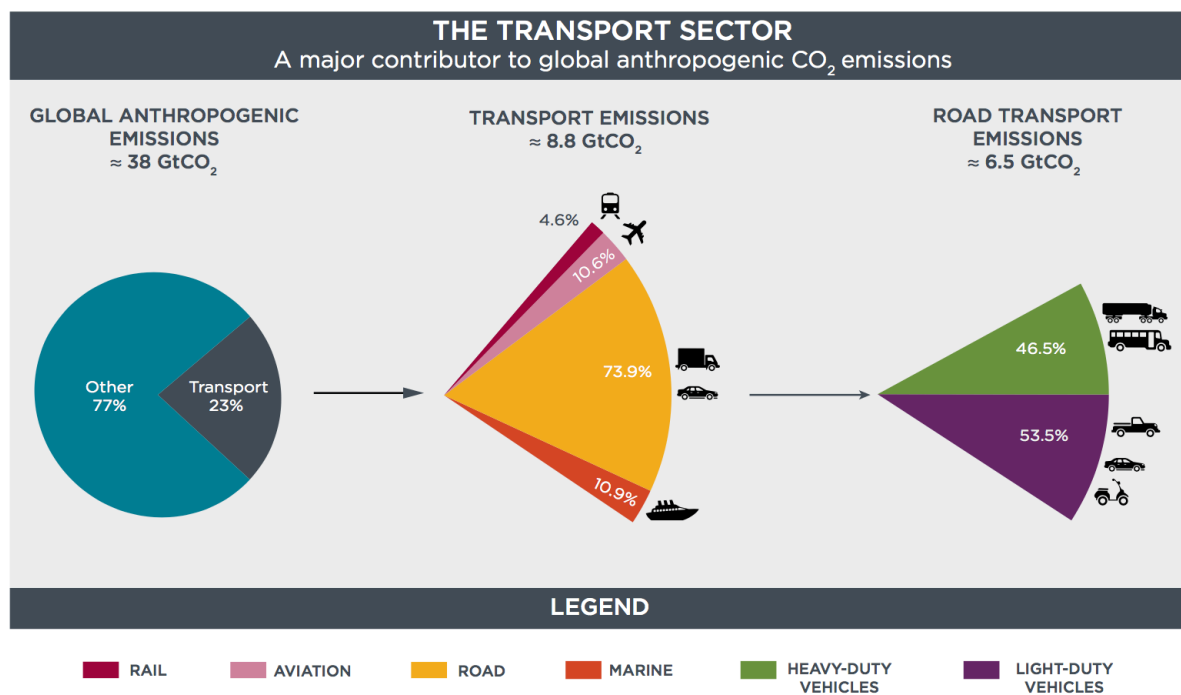 THE TRANSPORT SECTOR
A major contributor to global anthropogenic CO₂ emissions
GLOBAL ANTHROPOGENIC
EMISSIONS
≈ 38 GtCO₂
TRANSPORT EMISSIONS
≈ 8.8 GtCO₂
ROAD TRANSPORT
EMISSIONS
≈ 6.5 GtCO₂
Other
77%
Transport
23%
4.6%
10.6%
73.9%
10.9%
46.5%
53.5%
LEGEND
RAIL
AVIATION
ROAD
MARINE
HEAVY-DUTY
VEHICLES
LIGHT-DUTY
VEHICLES